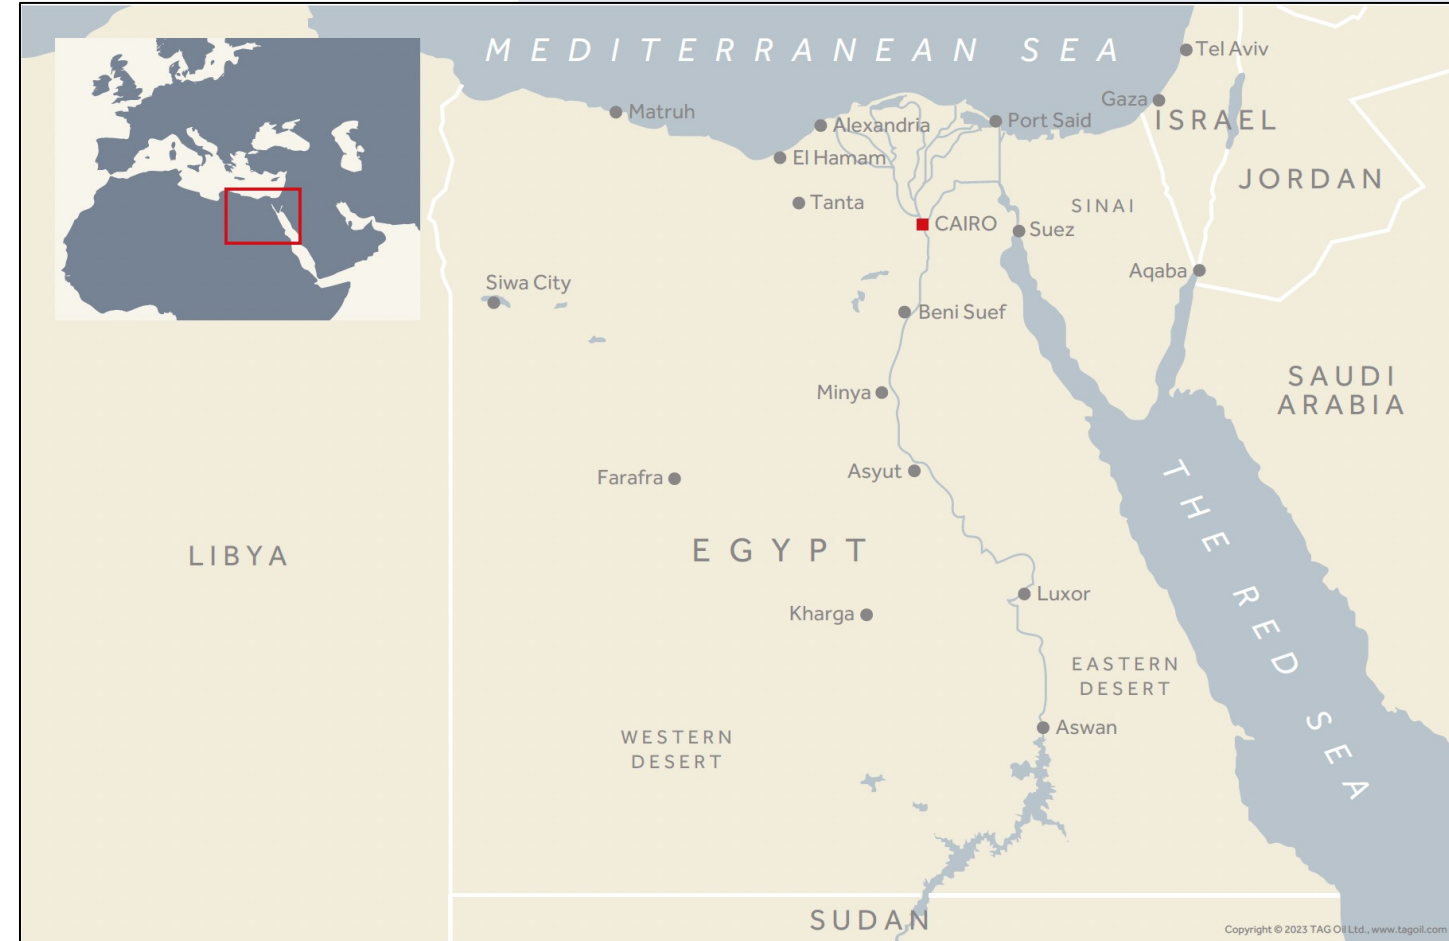 MEDITERRANEAN SEA
Tel Aviv
Gaza
Matruh
Alexandria
Port Said
ISRAEL
El Hamam
JORDAN
Tanta
SINAI
CAIRO
Suez
Aqaba
Siwa City
Beni Suef
SAUDI
ARABIA
Minya
Farafra
Asyut
THE RED SEA
LIBYA
EGYPT
Luxor
Kharga
EASTERN
DESERT
WESTERN
DESERT
Aswan
SUDAN
Copyright © 2023 TAG Oil Ltd., www.tagoil.com